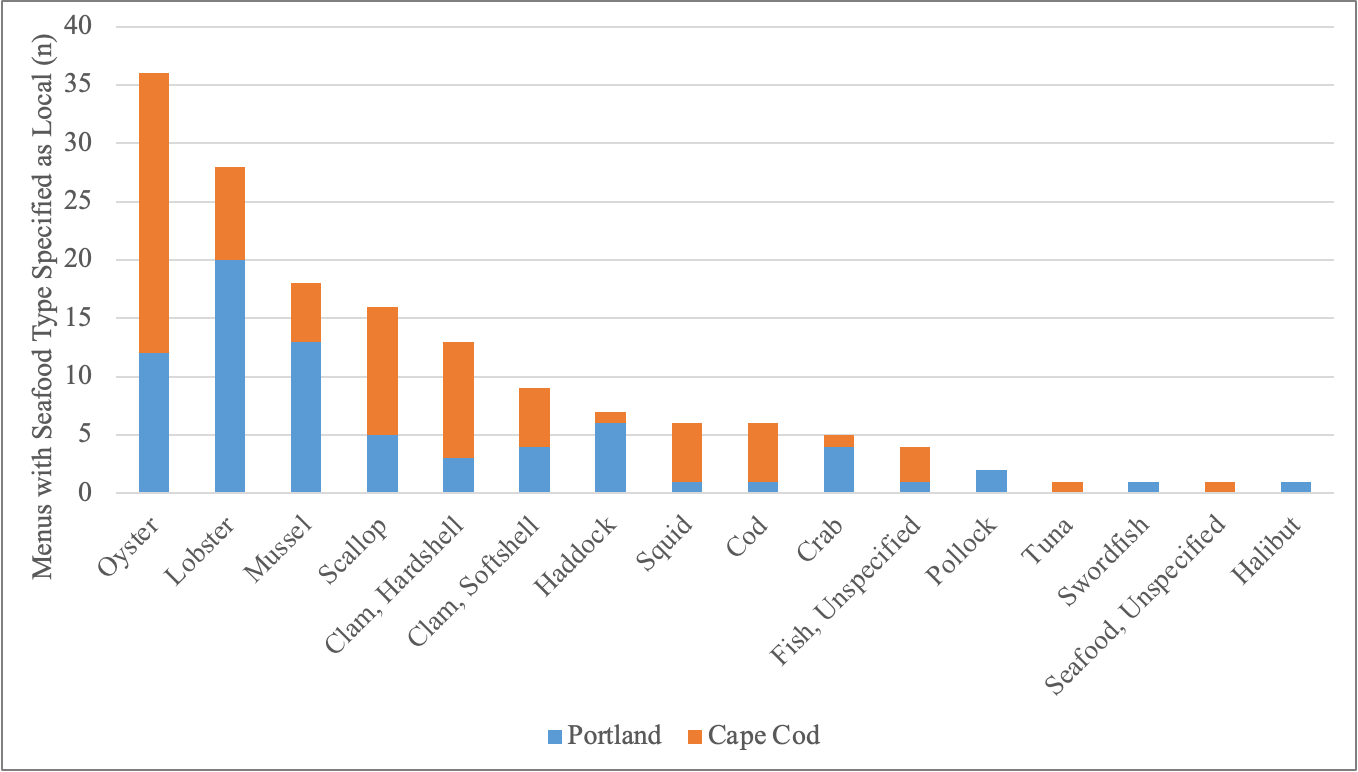 Menus with Seafood Type Specified as Local (n)
40
35
30
25
20
15
10
5
0
Oyster
Lobster
Mussel
Scallop
Clam, Hardshell
Clam, Softshell
Haddock
Squid
Cod
Crab
Fish, Unspecified
Pollock
Tuna
Swordfish
Seafood, Unspecified
Halibut
Portland
Cape Cod